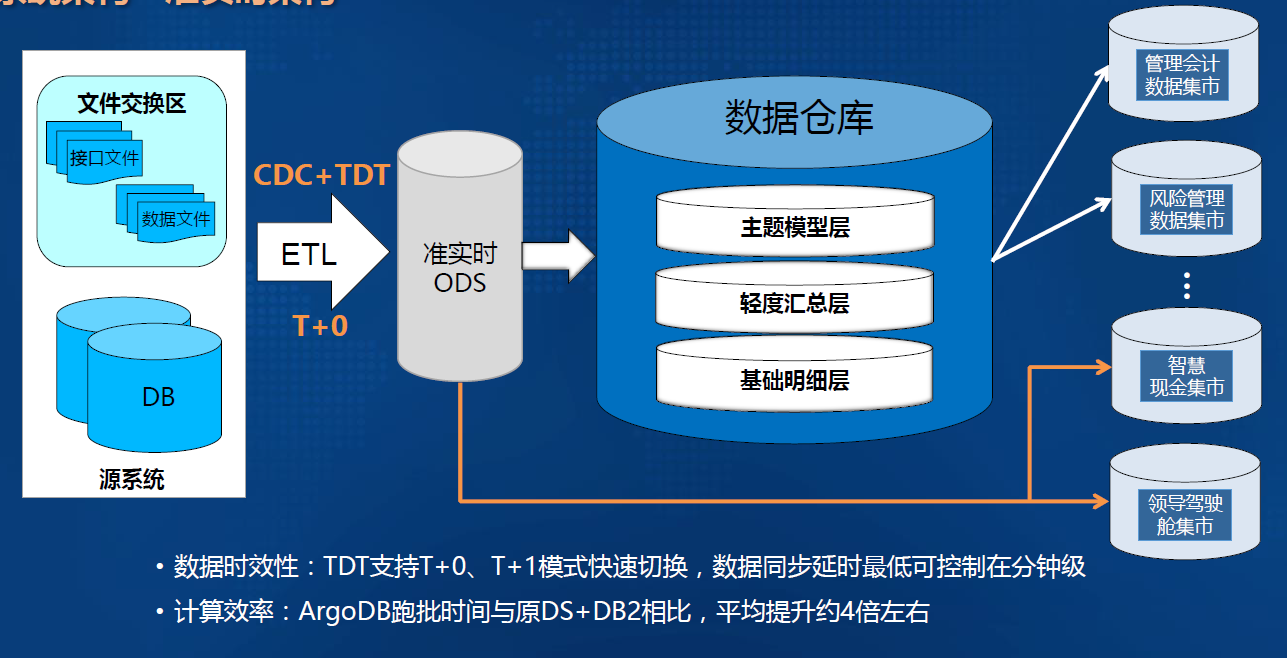 文件交换区
接口文件
数据文件
DB
源系统
CDC+TDT
ETL
T+0
准实时
ODS
数据仓库
主题模型层
轻度汇总层
基础明细层
管理会计
数据集市
风险管理
数据集市
智慧
现金集市
领导驾驶
舱集市
• 数据时效性：TDT支持T+0、T+1模式快速切换，数据同步延时最低可控制在分钟级
• 计算效率：ArgoDB跑批时间与原DS+DB2相比，平均提升约4倍左右